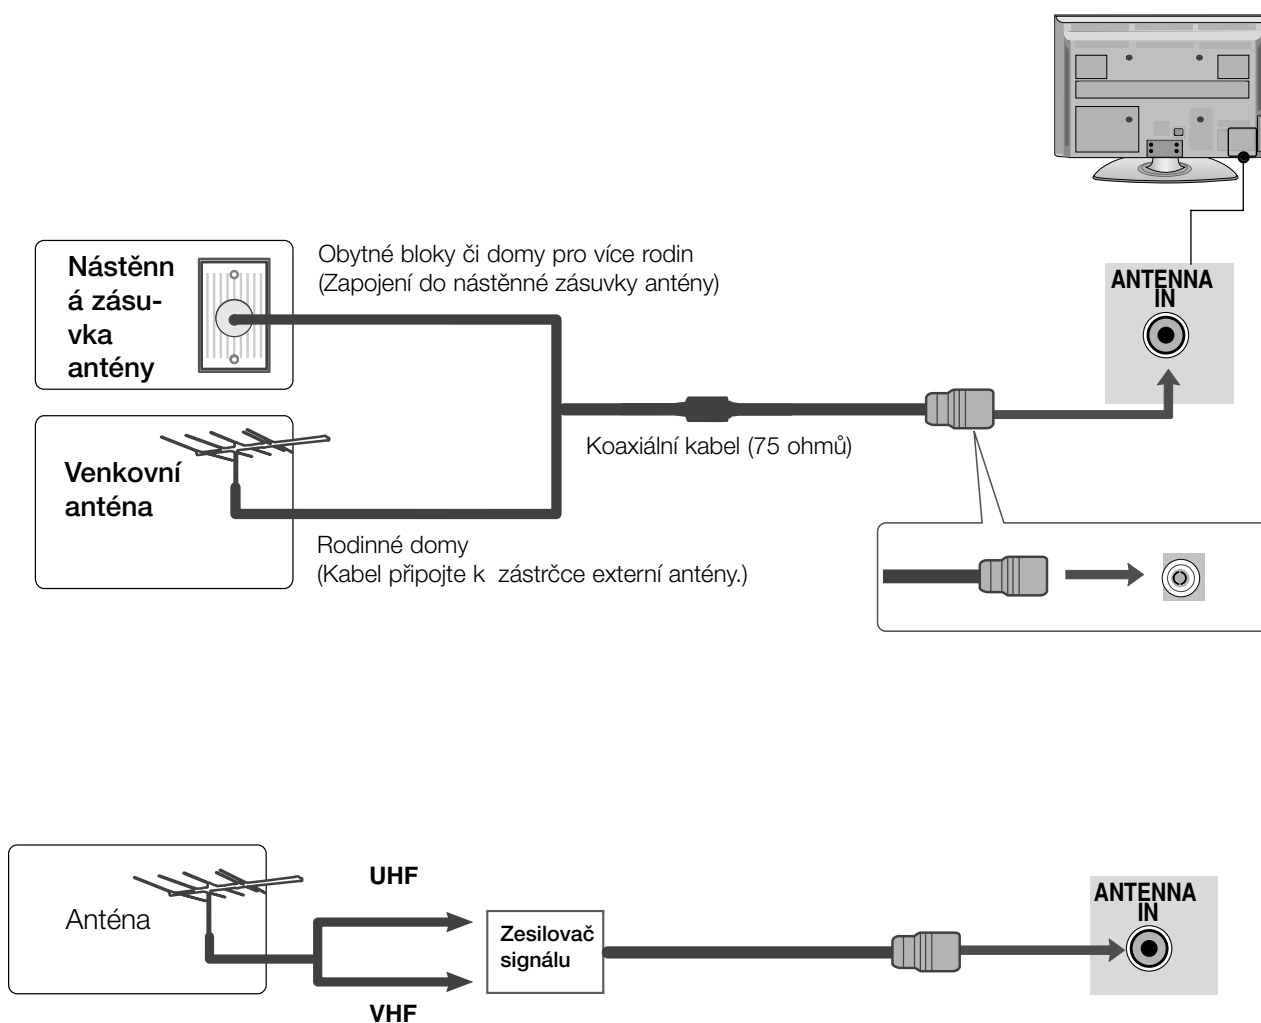 Nástěnn
á zásu-
vka
antény
Obytné bloky či domy pro více rodin
(Zapojení do nástěnné zásuvky antény)
ANTENNA
IN
Venkovní
anténa
Koaxiální kabel (75 ohmů)
Rodinné domy
(Kabel připojte k  zástrčce externí antény.)
Anténa
UHF
VHF
Zesilovač
signálu
ANTENNA
IN